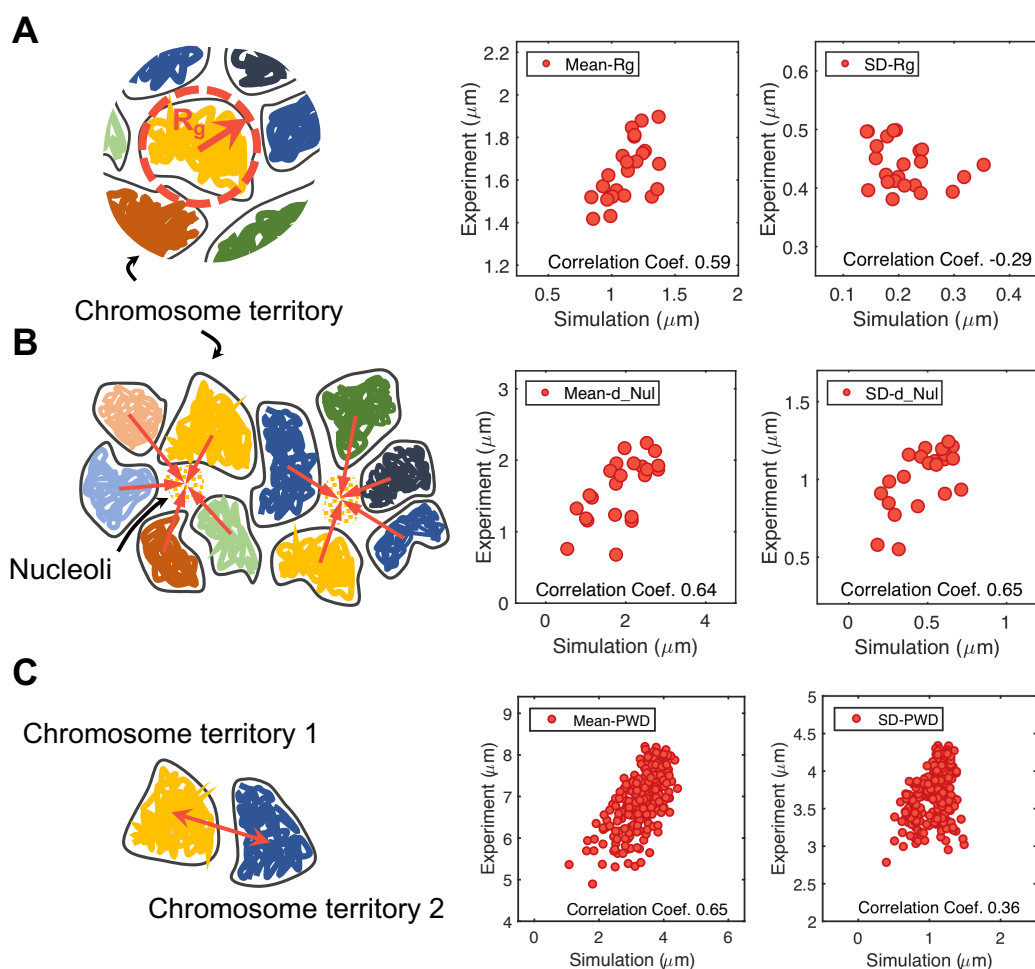 A
Rg
Chromosome territory
Mean-Rg
2.2
2
1.8
1.6
1.4
1.2
Experiment (μm)
Correlation Coef. 0.59
0.5
1
1.5
2
Simulation (μm)
SD-Rg
0.6
0.5
0.4
0.3
Experiment (μm)
Correlation Coef. -0.29
0.1
0.2
0.3
0.4
Simulation (μm)
B
Nucleoli
Mean-d_Nul
3
2
1
0
Experiment (μm)
Correlation Coef. 0.64
0
2
4
Simulation (μm)
SD-d_Nul
1.5
1
0.5
Experiment (μm)
Correlation Coef. 0.65
0
0.5
1
Simulation (μm)
C
Chromosome territory 1
Chromosome territory 2
Mean-PWD
9
8
7
6
5
4
Experiment (μm)
Correlation Coef. 0.65
0
2
4
6
Simulation (μm)
SD-PWD
5
4.5
4
3.5
3
2.5
2
Experiment (μm)
Correlation Coef. 0.36
0
1
2
Simulation (μm)